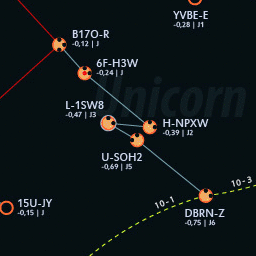 YVBE-E
-0,28 | J1
B17O-R
-0,12 | J
6F-H3W
-0,24 | J
Unicorn
L-1SW8
-0,47 | J3
H-NPXW
-0,39 | J2
U-SOH2
-0,69 | J5
10-3
10-1
15U-JY
-0,15 | J
DBRN-Z
-0,75 | J6